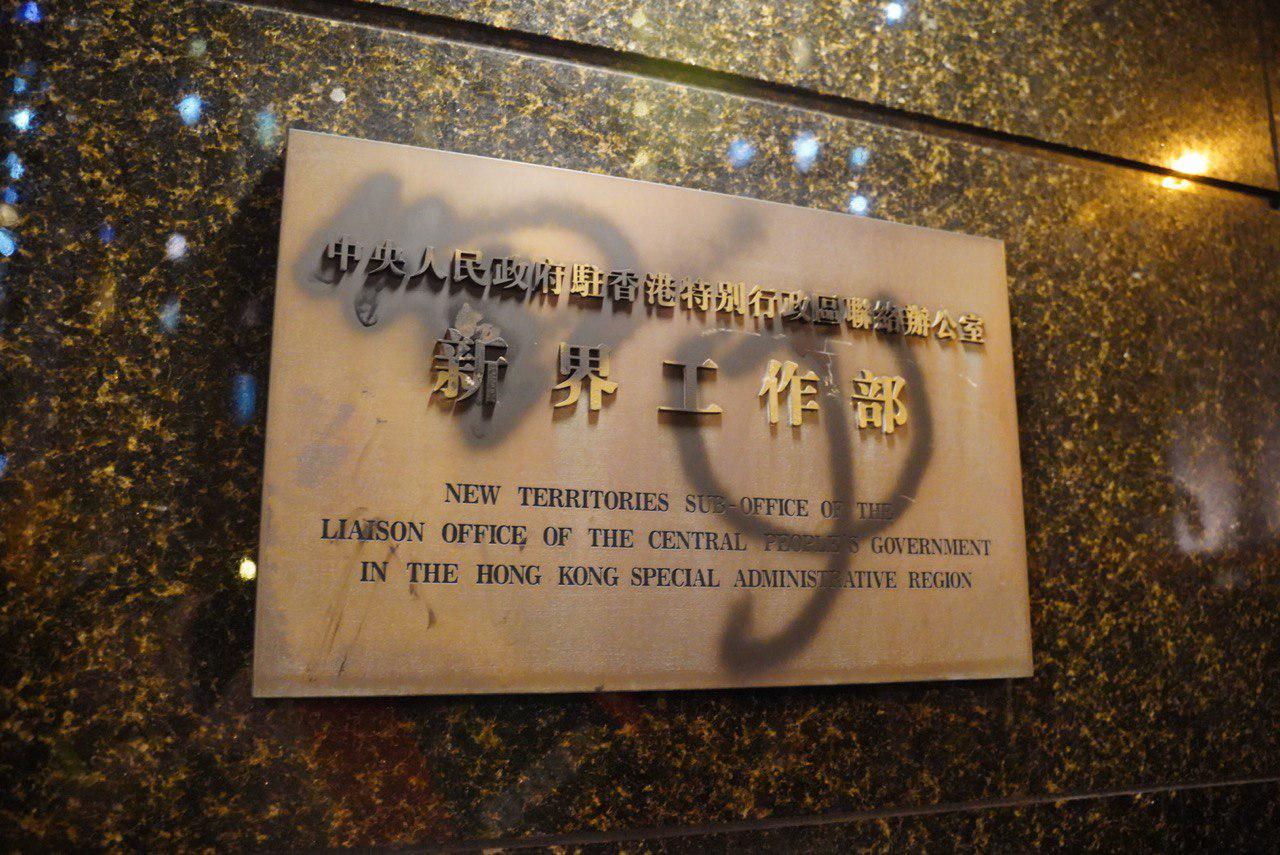 中央人民政府駐香港特別行政區聯絡辦公室
新界工作部
NEW TERRITORIES SUB-OFFICE OF THE
LIAISON OFFICE OF THE CENTRAL PEOPLE'S GOVERNMENT
IN THE HONG KONG SPECIAL ADMINISTRATIVE REGION